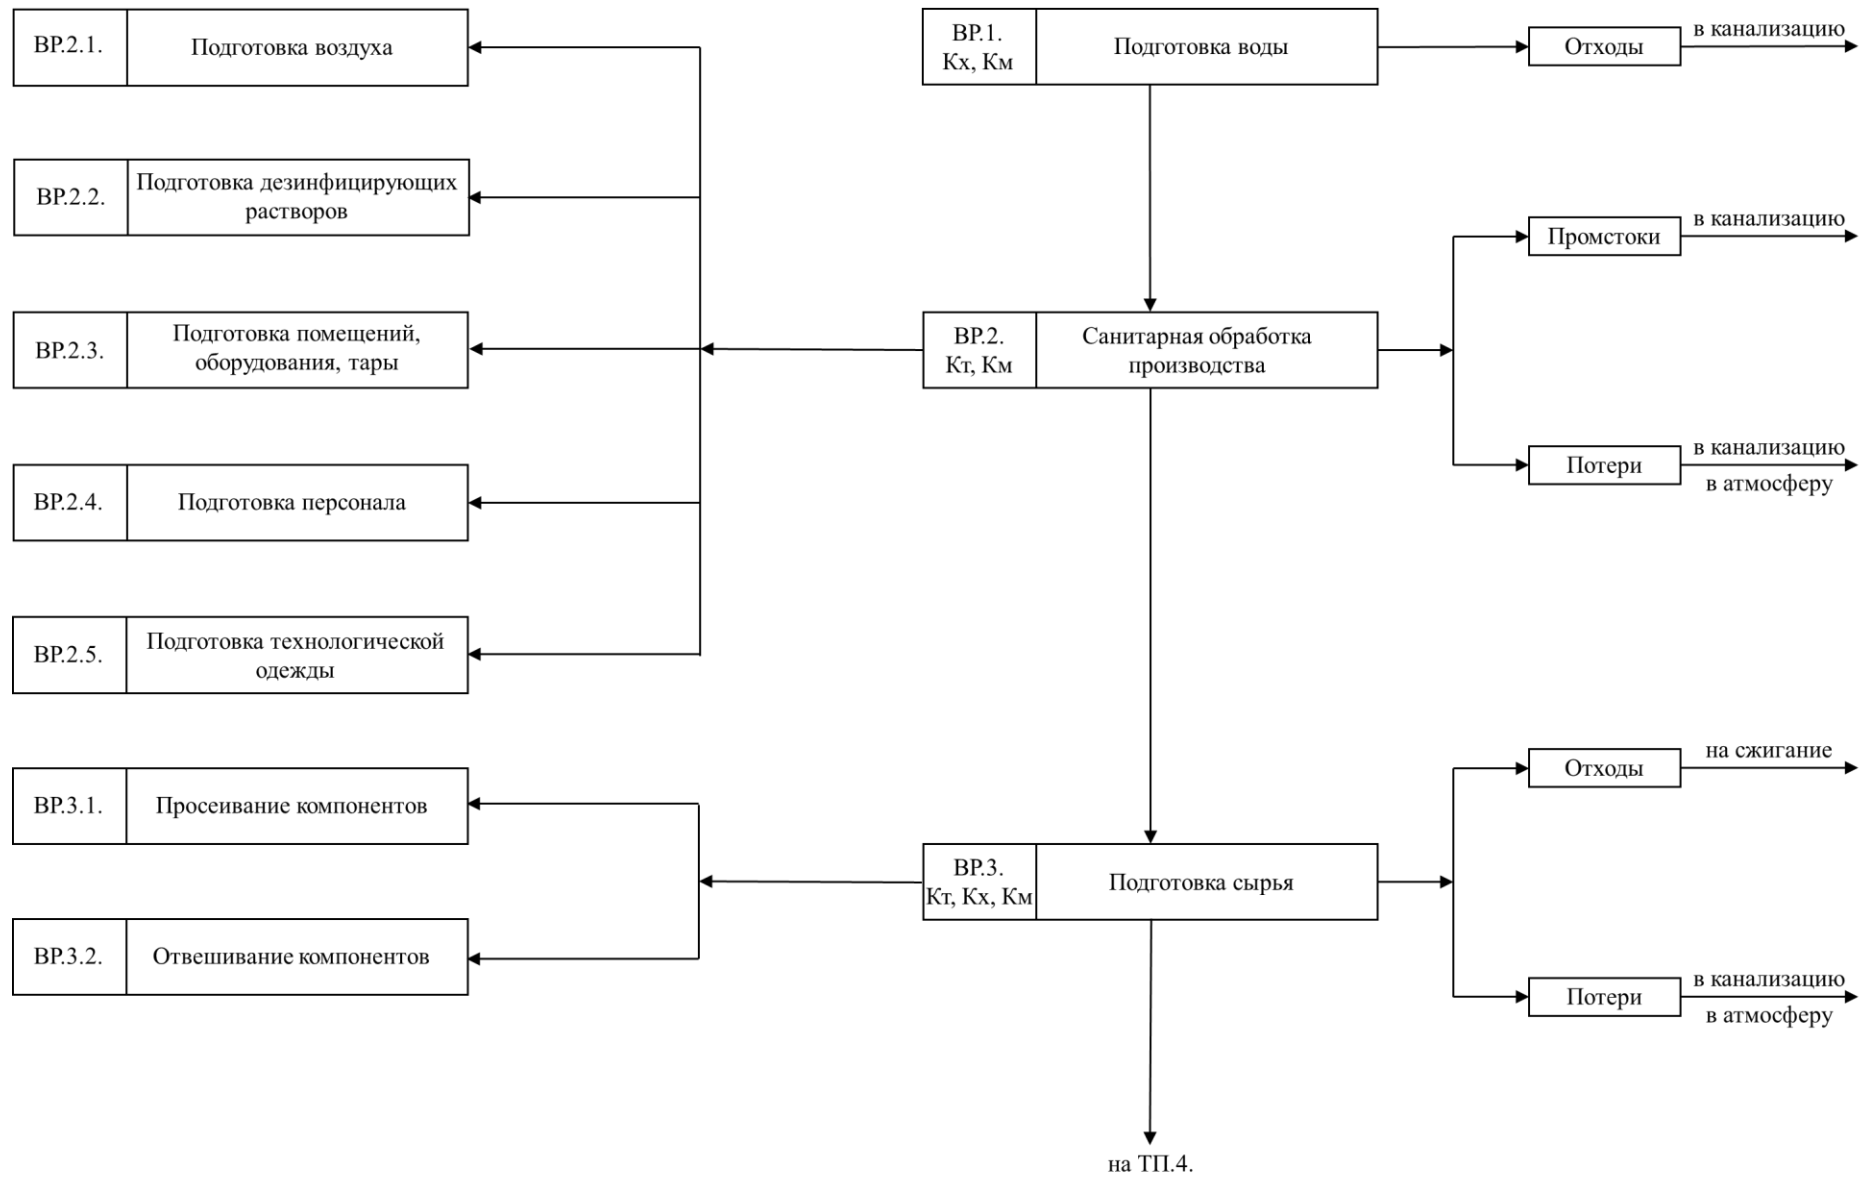 ВР.2.1.
Подготовка воздуха
ВР.1.
Кх, Км
Подготовка воды
Отходы
в канализацию
ВР.2.2.
Подготовка дезинфицирующих
растворов
Промстоки
в канализацию
ВР.2.3.
Подготовка помещений,
оборудования, тары
ВР.2.
Кт, Км
Санитарная обработка
производства
Потери
в канализацию
в атмосферу
ВР.2.4.
Подготовка персонала
ВР.2.5.
Подготовка технологической
одежды
ВР.3.1.
Просеивание компонентов
Отходы
на сжигание
ВР.3.
Кт, Кх, Км
Подготовка сырья
ВР.3.2.
Отвешивание компонентов
Потери
в канализацию
в атмосферу
на ТП.4.